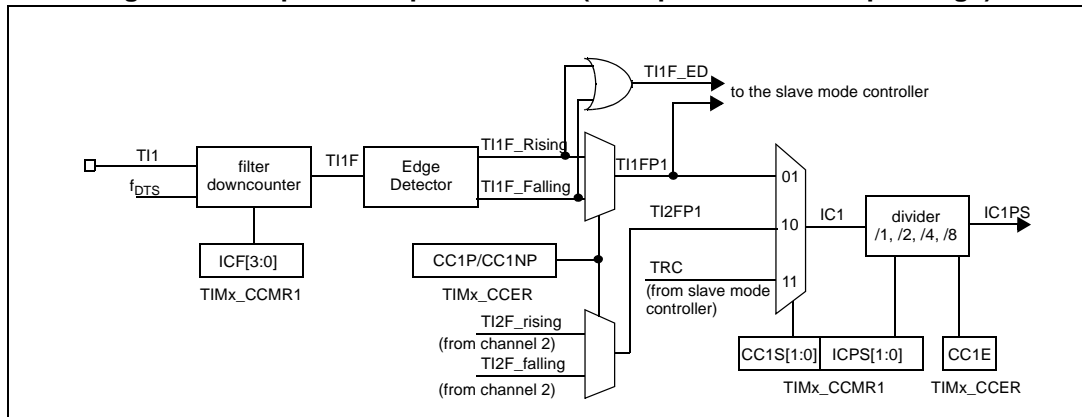 TI1F_ED
to the slave mode controller
TI1
fDTS
filter
downcounter
TI1F
Edge
Detector
TI1F_Rising
TI1F_Falling
TI1FP1
01
TI2FP1
10
IC1
divider
/1, /2, /4, /8
IC1PS
ICF[3:0]
TIMx_CCMR1
CC1P/CC1NP
TIMx_CCER
TRC
11
(from slave mode
controller)
TI2F_rising
(from channel 2)
TI2F_falling
(from channel 2)
CC1S[1:0]
ICPS[1:0]
CC1E
TIMx_CCMR1
TIMx_CCER